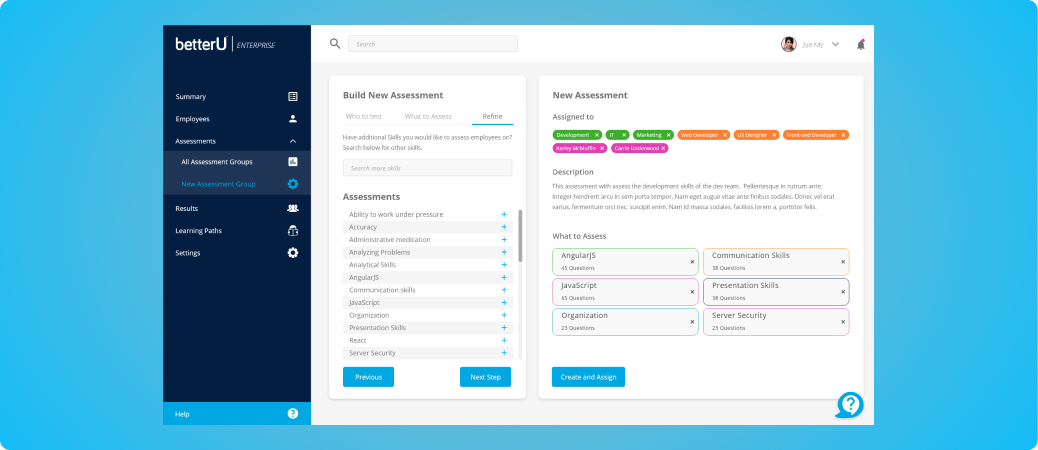 betterU ENTERPRISE
Search
Jiya Kay
Summary
Employees
Assessments
All Assessment Groups
New Assessment Group
Results
Learning Paths
Settings
Help
Build New Assessment
Who to test What to Assess Refine
Have additional Skills you would like to assess employees on?
Search below for other skills.
Search more skills
Assessments
Ability to work under pressure +
Accuracy +
Administrative medication +
Analyzing Problems +
Analytical Skills +
AngularJS +
Communication skills +
JavaScript +
Organization +
Presentation Skills +
React +
Server Security +
Previous Next Step
New Assessment
Assigned to
Development × IT × Marketing × Web Developer × UX Designer × Front-end Developer ×
Karley McMuffin × Carrie Underwood ×
Description
This assessment with assess the development skills of the dev team. Pellentesque in rutrum ante.
Integer hendrerit arcu in sem porta tempor. Nam eget augue vitae ante finibus sodales. Donec vel erat
varius, fermentum orci nec, suscipit enim. Nam id massa sodales, facilisis lorem a, porttitor felis.
What to Assess
AngularJS
45 Questions ×
Communication Skills
38 Questions ×
JavaScript
65 Questions ×
Presentation Skills
38 Questions ×
Organization
23 Questions ×
Server Security
23 Questions ×
Create and Assign